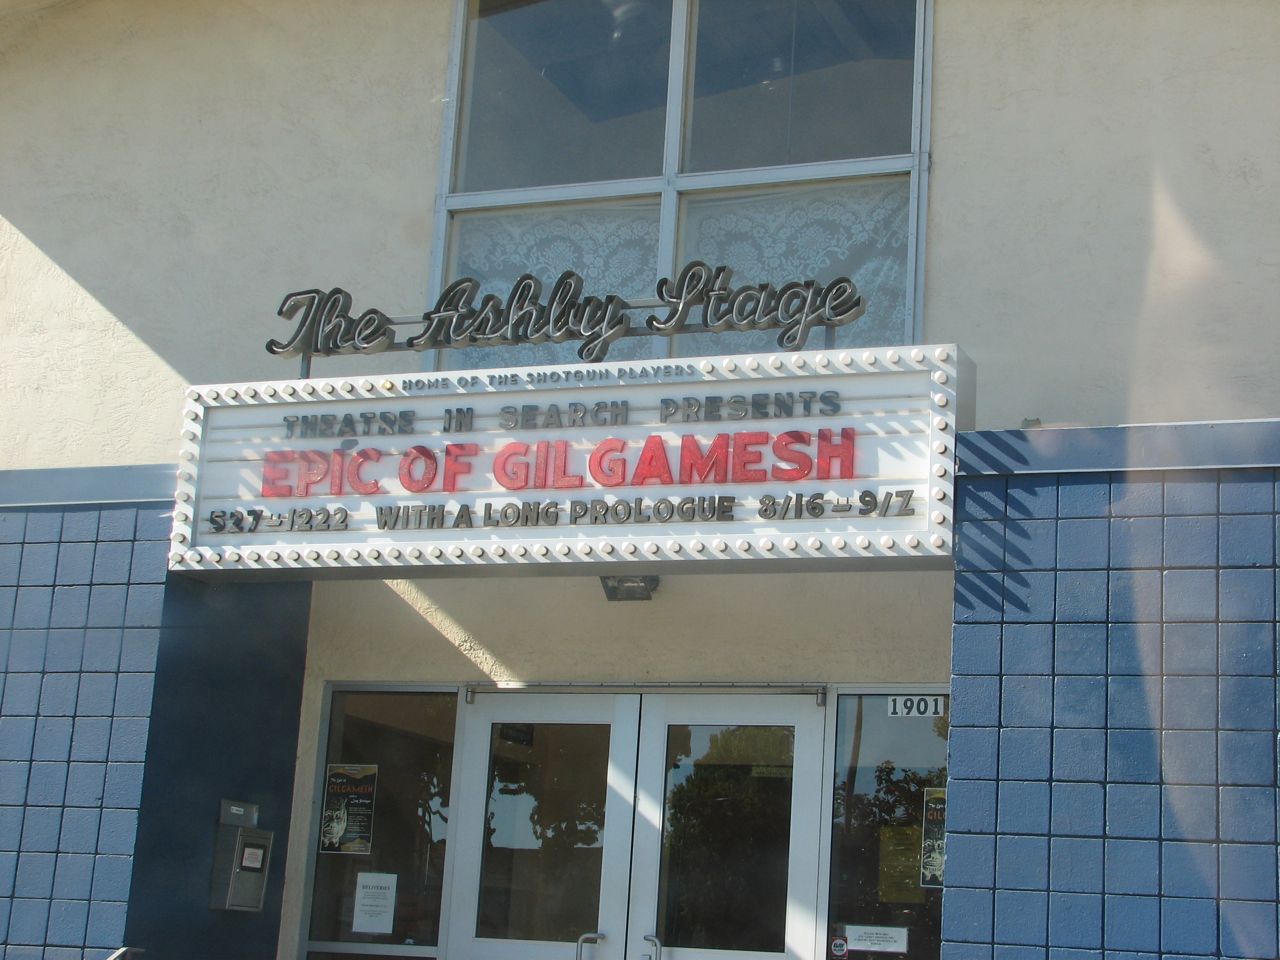 The Ashby Stage
HOME OF THE SHOTGUN PLAYERS
THEATRE IN SEARCH PRESENTS
EPIC OF GILGAMESH
527-1222 WITH A LONG PROLOGUE 8/16-9/Z
1901
GILGAMESH
DELIVERIES